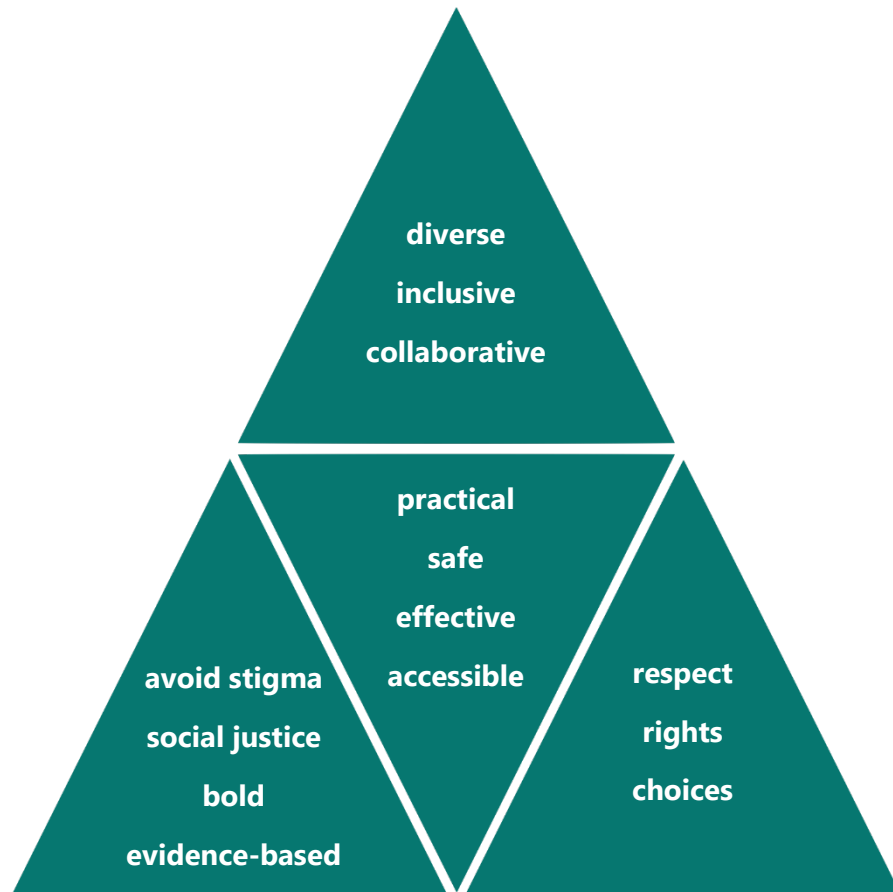 diverse
inclusive
collaborative
practical
safe
effective
accessible
avoid stigma
social justice
bold
evidence-based
respect
rights
choices